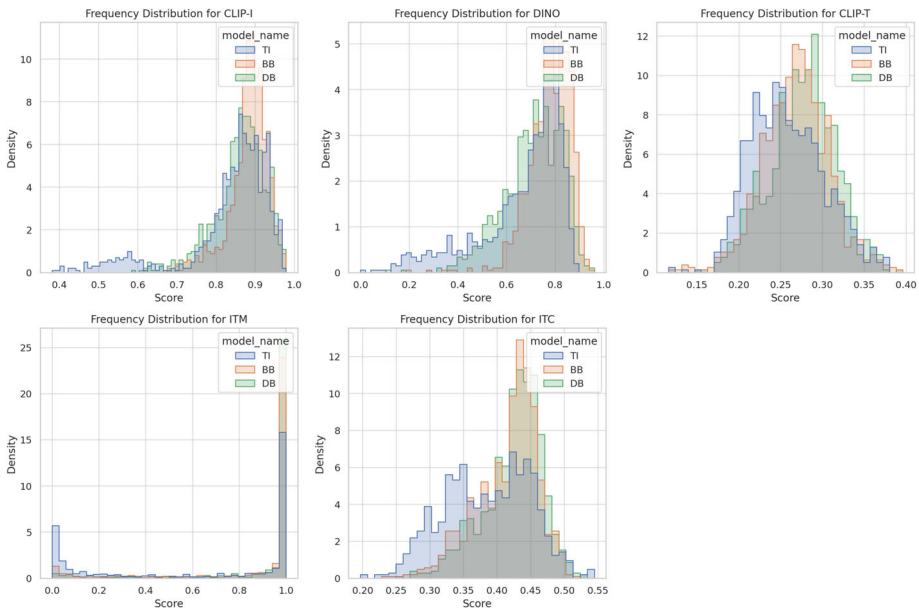 Frequency Distribution for CLIP-I
model_name
TI
BB
DB
Density
10
8
6
4
2
0
0.4 0.5 0.6 0.7 0.8 0.9 1.0
Score
Frequency Distribution for DINO
model_name
TI
BB
DB
Density
5
4
3
2
1
0
0.0 0.2 0.4 0.6 0.8 1.0
Score
Frequency Distribution for CLIP-T
model_name
TI
BB
DB
Density
12
10
8
6
4
2
0
0.15 0.20 0.25 0.30 0.35 0.40
Score
Frequency Distribution for ITM
model_name
TI
BB
DB
Density
25
20
15
10
5
0
0.0 0.2 0.4 0.6 0.8 1.0
Score
Frequency Distribution for ITC
model_name
TI
BB
DB
Density
12
10
8
6
4
2
0
0.20 0.25 0.30 0.35 0.40 0.45 0.50 0.55
Score